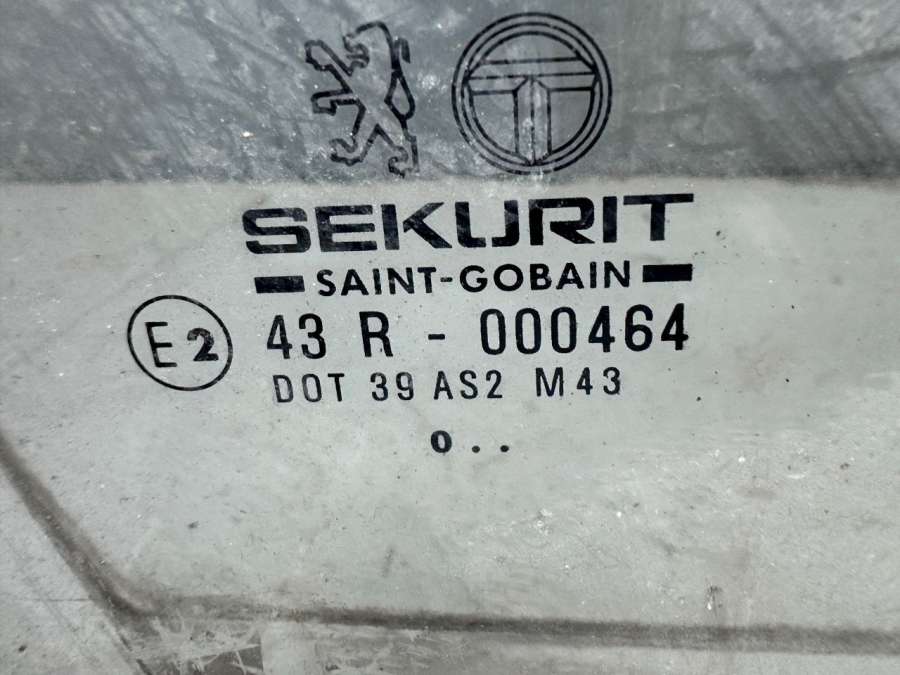 SEKURIT
SAINT-GOBAIN
E2 43 R - 000464
DOT 39 AS2 M43
o . .